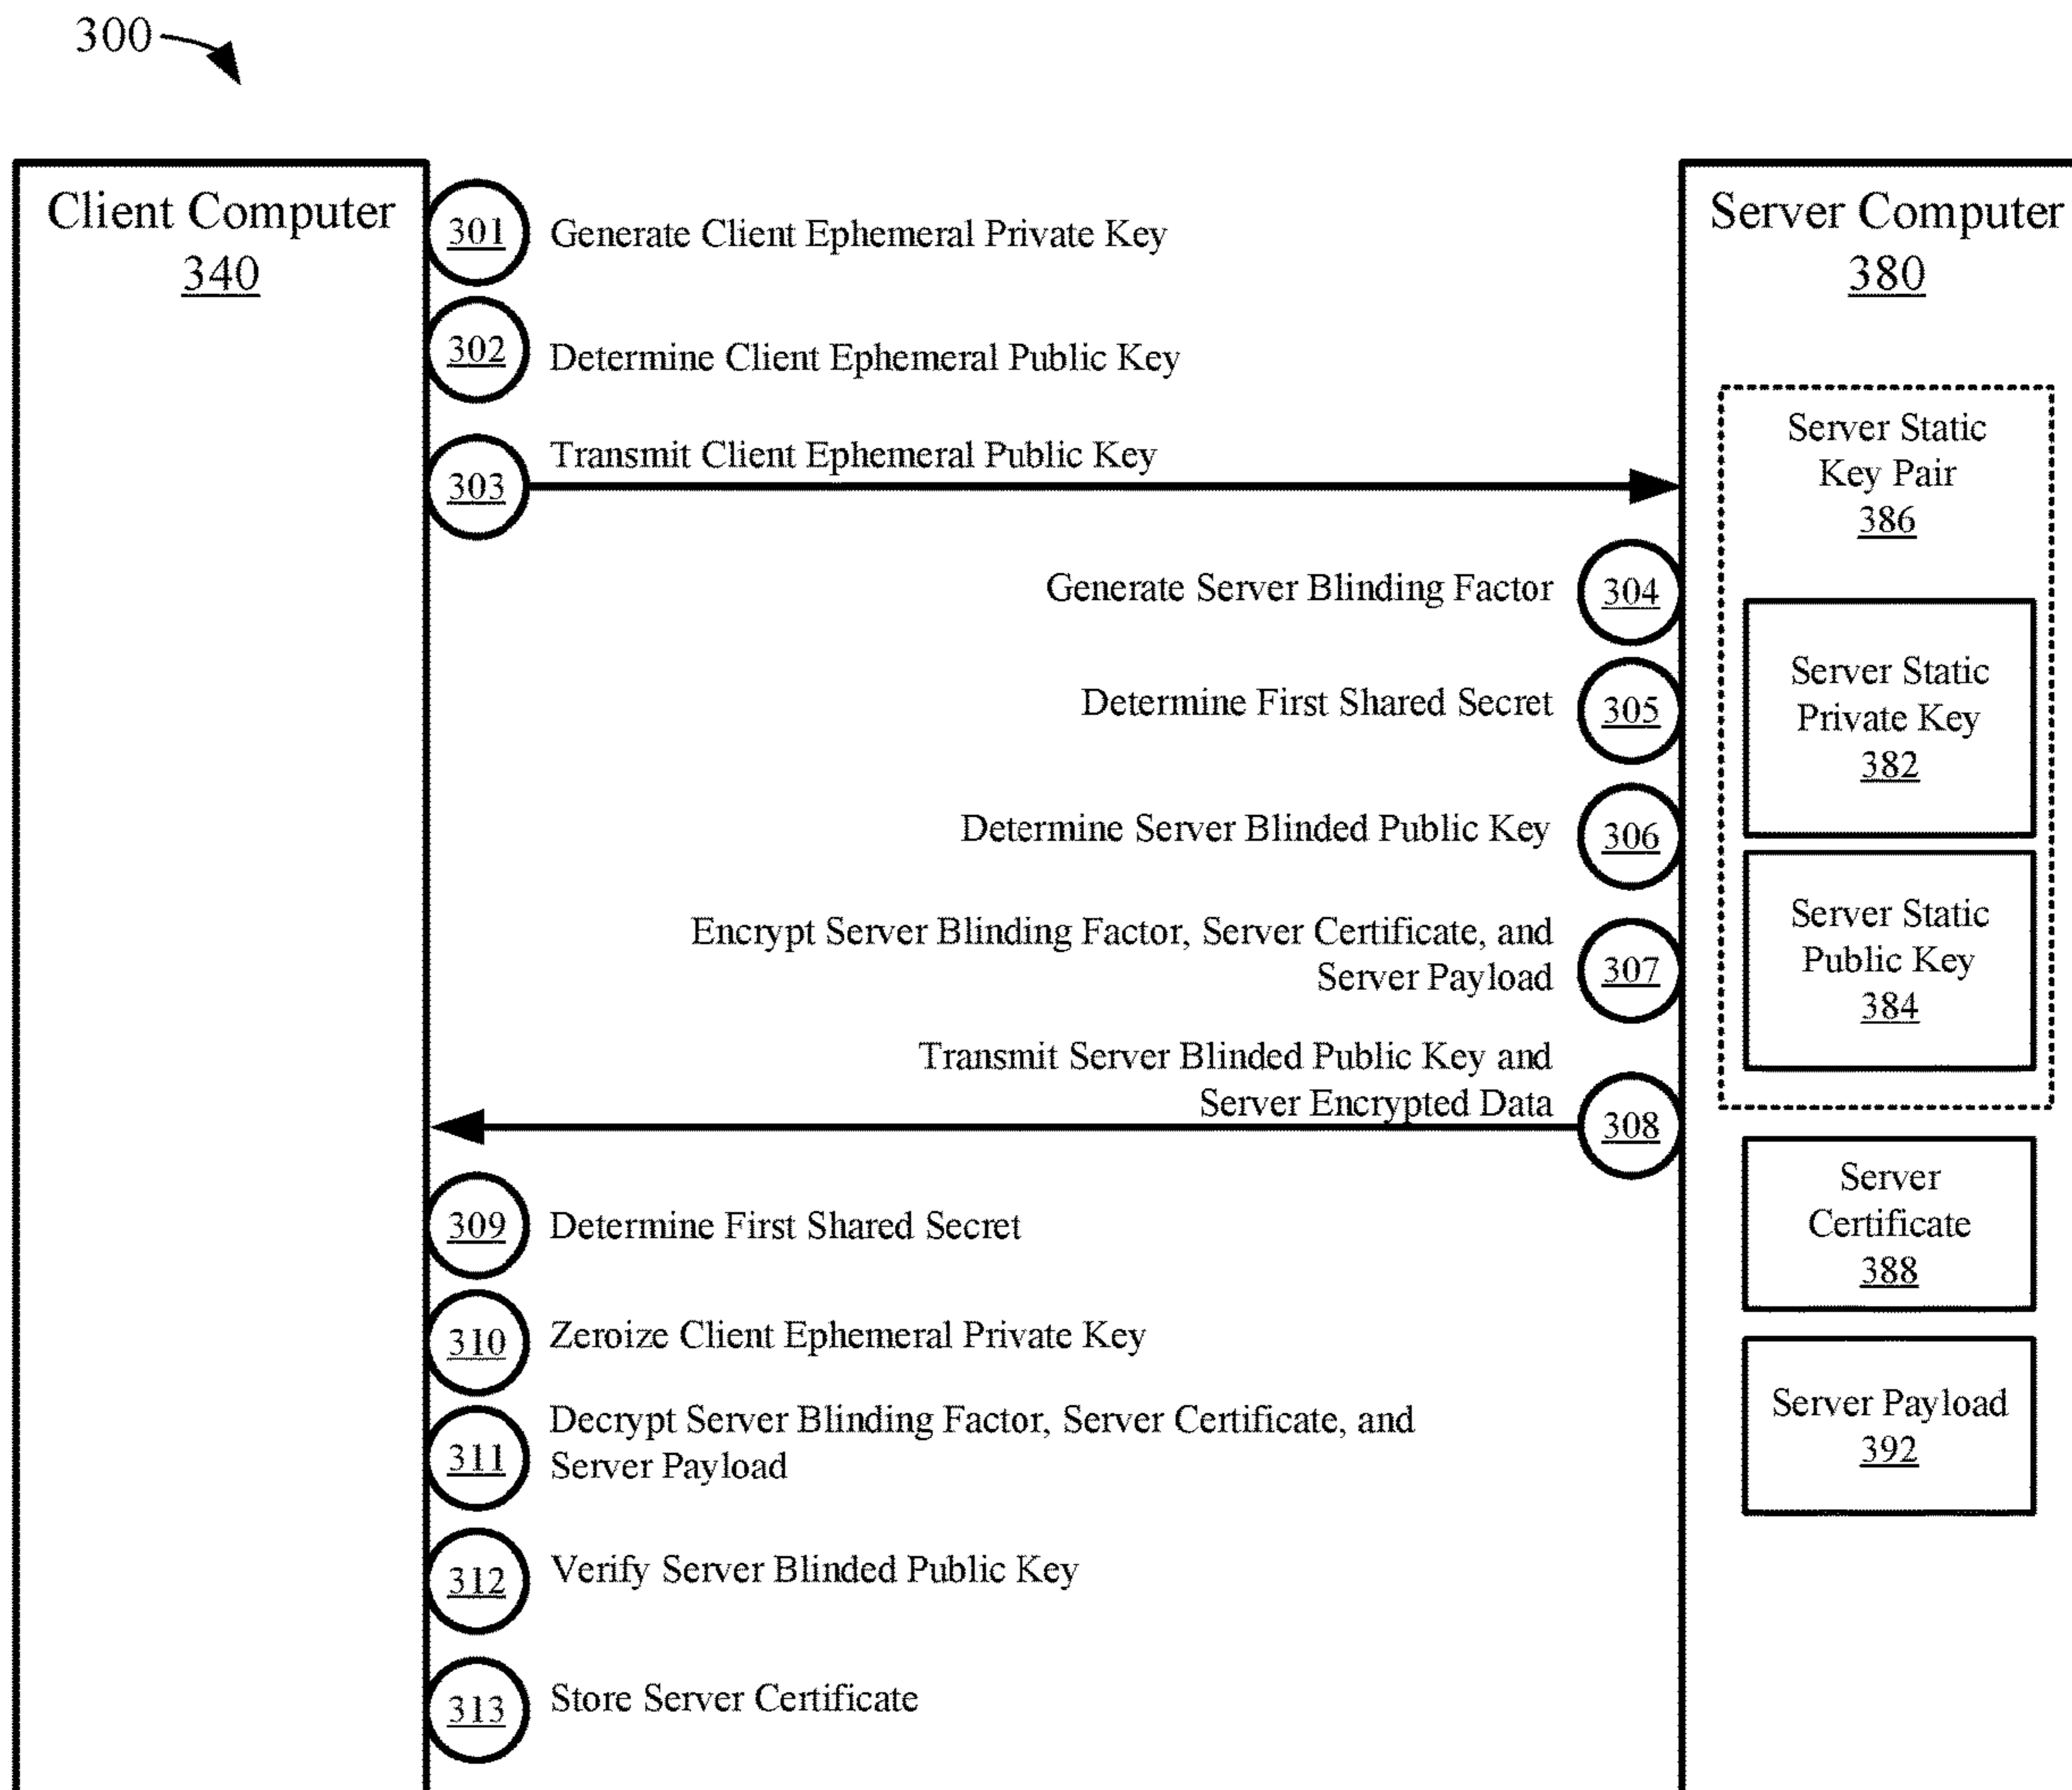 300
Client Computer
340
301
Generate Client Ephemeral Private Key
302
Determine Client Ephemeral Public Key
303
Transmit Client Ephemeral Public Key
Generate Server Blinding Factor
304
Determine First Shared Secret
305
Determine Server Blinded Public Key
306
Encrypt Server Blinding Factor, Server Certificate, and
Server Payload
307
Transmit Server Blinded Public Key and
Server Encrypted Data
308
309
Determine First Shared Secret
310
Zeroize Client Ephemeral Private Key
311
Decrypt Server Blinding Factor, Server Certificate, and
Server Payload
312
Verify Server Blinded Public Key
313
Store Server Certificate
Server Computer
380
Server Static
Key Pair
386
Server Static
Private Key
382
Server Static
Public Key
384
Server
Certificate
388
Server Payload
392